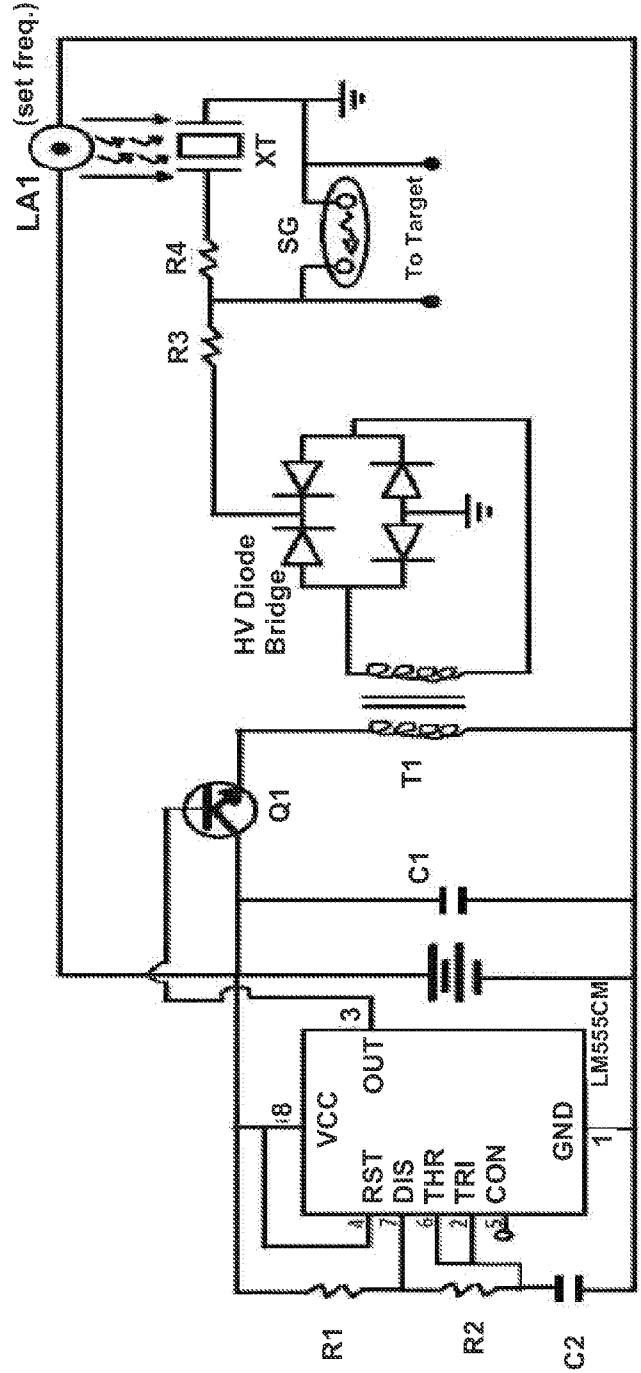 LA1
(set freq.)
XT
R4
R3
SG
To Target
HV Diode
Bridge
Q1
T1
C1
3
8
VCC
OUT
4
RST
7
DIS
6
THR
2
TRI
5
CON
GND
1
LM555CM
R1
R2
C2